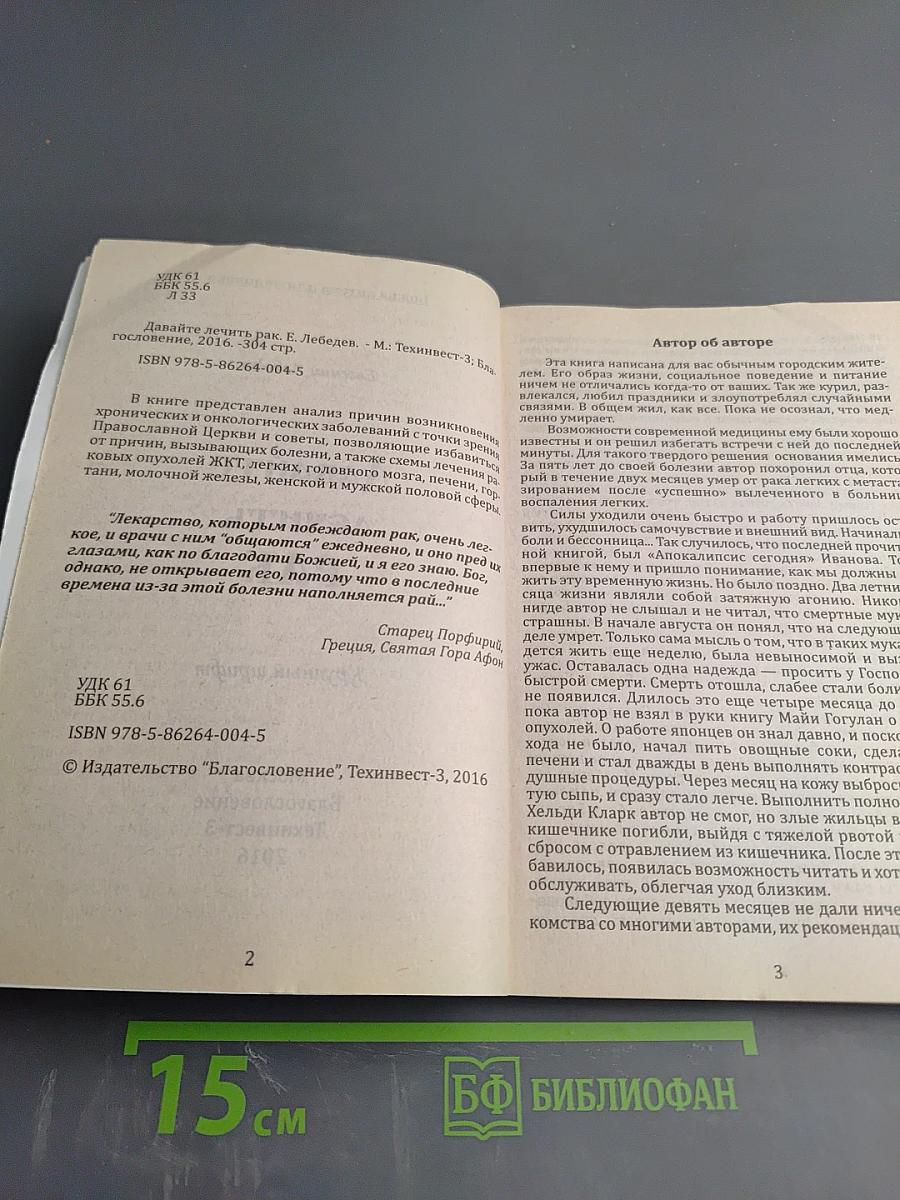 УДК 61
ББК 55.6
Л 33
Давайте лечить рак. Е. Лебедев. - М.: Техинвест-3; Бла-
гословение, 2016. -304 стр.
ISBN 978-5-86264-004-5
В книге представлен анализ причин возникновения
хронических и онкологических заболеваний с точки зрения
Православной Церкви и советы, позволяющие избавиться
от причин, вызывающих болезни, а также схемы лечения ра-
ковых опухолей ЖКТ, легких, головного мозга, печени, гор-
тани, молочной железы, женской и мужской половой сферы.
“Лекарство, которым побеждают рак, очень лег-
кое, и врачи с ним “общаются” ежедневно, и оно пред их
глазами, как по благодати Божией, и я его знаю. Бог,
однако, не открывает его, потому что в последние
времена из-за этой болезни наполняется рай...”
Старец Порфирий,
Греция, Святая Гора Афон
УДК 61
ББК 55.6
ISBN 978-5-86264-004-5
© Издательство “Благословение”, Техинвест-3, 2016
2
Автор об авторе
Эта книга написана для вас обычным городским жите-
лем. Его образ жизни, социальное поведение и питание
ничем не отличались когда-то от ваших. Так же курил, раз-
влекался, любил праздники и злоупотреблял случайными
связями. В общем жил, как все. Пока не осознал, что мед-
ленно умирает.
Возможности современной медицины ему были хорошо
известны и он решил избегать встречи с ней до последней
минуты. Для такого твердого решения основания имелись
За пять лет до своей болезни автор похоронил отца, кото
рый в течение двух месяцев умер от рака легких с метаста
зированием после «успешно» вылеченного в больниц
воспаления легких.
Силы уходили очень быстро и работу пришлось ост
вить, ухудшилось самочувствие и внешний вид. Начинали
боли и бессонница... Так случилось, что последней прочит
ной книгой, был «Апокалипсис сегодня» Иванова. То
впервые к нему и пришло понимание, как мы должны
жить эту временную жизнь. Но было поздно. Два летни
сяца жизни являли собой затяжную агонию. Нико
нигде автор не слышал и не читал, что смертные мук
страшны. В начале августа он понял, что на следующ
деле умрет. Только сама мысль о том, что в таких мука
дется жить еще неделю, была невыносимой и вы
ужас. Оставалась одна надежда — просить у Госпо
быстрой смерти. Смерть отошла, слабее стали боли
не появился. Длилось это еще четыре месяца до
пока автор не взял в руки книгу Майи Гогулан о
опухолей. О работе японцев он знал давно, и поско
хода не было, начал пить овощные соки, сдела
печени и стал дважды в день выполнять контрас
душные процедуры. Через месяц на кожу выброс
тую сыпь, и сразу стало легче. Выполнить полно
Хельди Кларк автор не смог, но злые жильцы в
кишечнике погибли, выйдя с тяжелой рвотой
сбросом с отравлением из кишечника. После эт
бавилось, появилась возможность читать и хот
обслуживать, облегчая уход близким.
Следующие девять месяцев не дали ниче
комства со многими авторами, их рекомендац
3
15 см
БФ БИБЛИОФАН